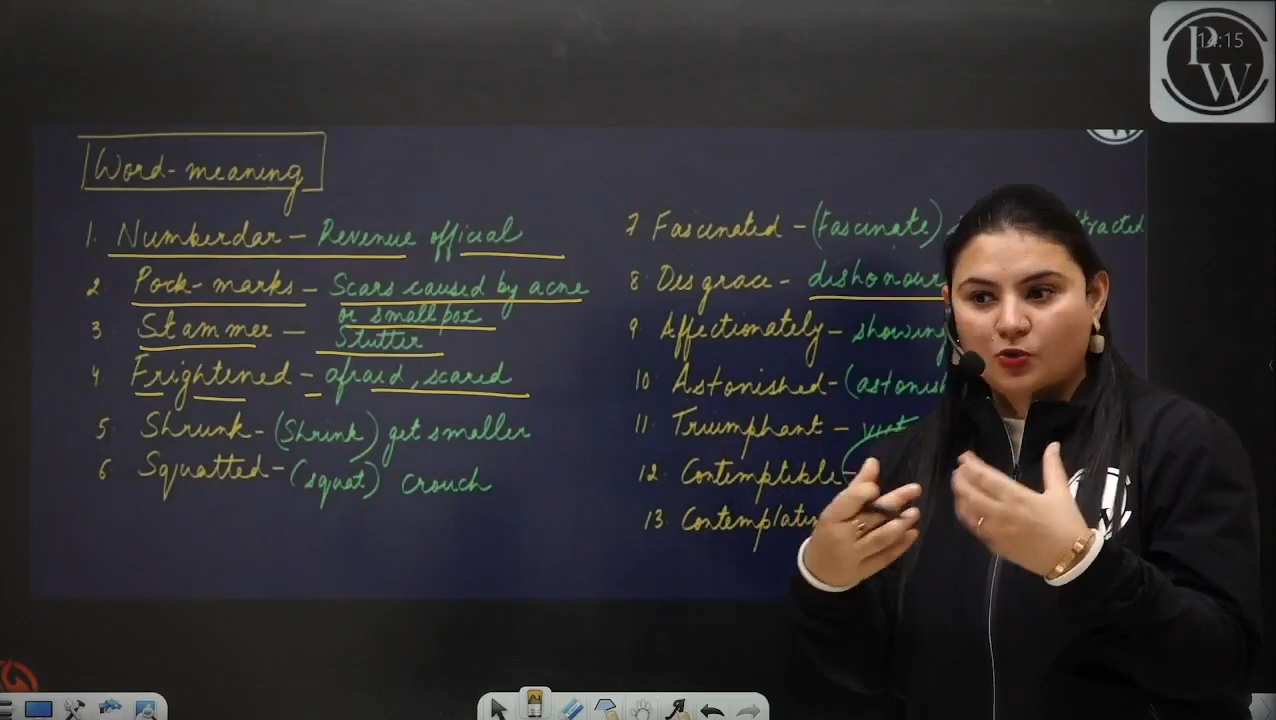 14:15
PW
Word-meaning
1. Numberdar - Revenue official
2 Pock-marks - Scars caused by acne
or smallpox
3 Stammer - Stutter
4 Frightened - afraid, scared
5 Shrunk - (Shrink) get smaller
6 Squatted - (squat) crouch
7 Fascinated - (Fascinate)
8. Disgrace - dishonour
9 Affectionately - showing
10. Astonished - (astonish
11. Triumphant -
12. Contemptible -
13.